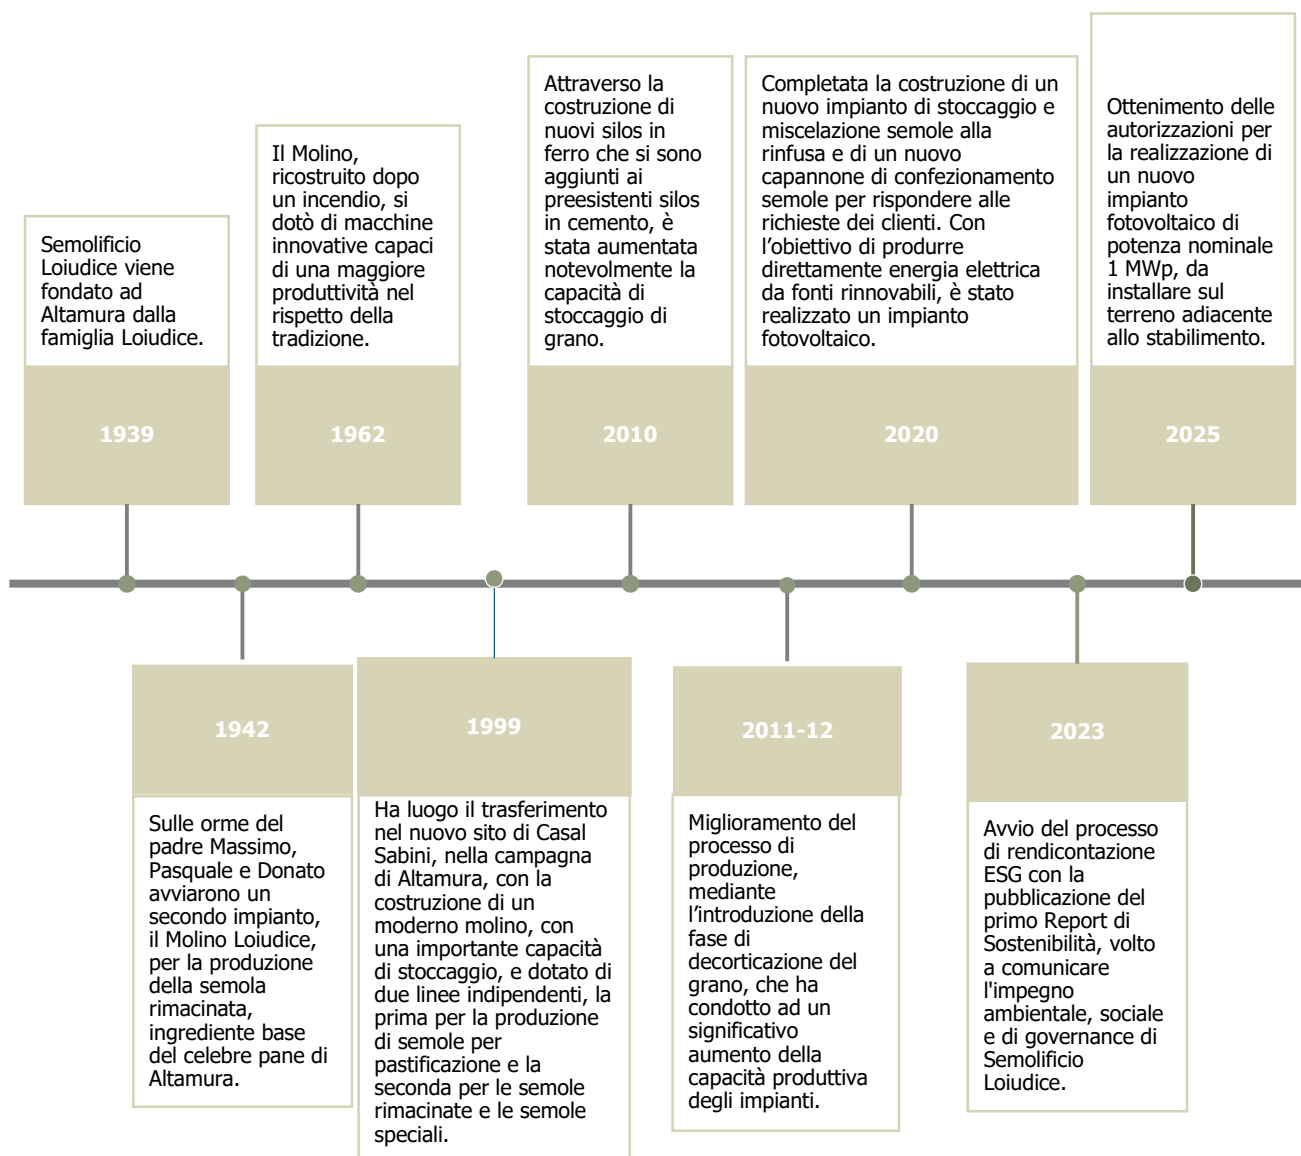 Semolificio
Loiudice viene
fondato ad
Altamura dalla
famiglia Loiudice.
1939
Il Molino,
ricostruito dopo
un incendio, si
dotò di macchine
innovative capaci
di una maggiore
produttività nel
rispetto della
tradizione.
1962
Attraverso la
costruzione di
nuovi silos in
ferro che si sono
aggiunti ai
preesistenti silos
in cemento, è
stata aumentata
notevolmente la
capacità di
stoccaggio di
grano.
2010
Completata la costruzione di un
nuovo impianto di stoccaggio e
miscelazione semole alla
rinfusa e di un nuovo
capannone di confezionamento
semole per rispondere alle
richieste dei clienti. Con
l’obiettivo di produrre
direttamente energia elettrica
da fonti rinnovabili, è stato
realizzato un impianto
fotovoltaico.
2020
Ottenimento delle
autorizzazioni per
la realizzazione di
un nuovo
impianto
fotovoltaico di
potenza nominale
1 MWp, da
installare sul
terreno adiacente
allo stabilimento.
2025
1942
Sulle orme del
padre Massimo,
Pasquale e Donato
avviarono un
secondo impianto,
il Molino Loiudice,
per la produzione
della semola
rimacinata,
ingrediente base
del celebre pane di
Altamura.
1999
Ha luogo il trasferimento
nel nuovo sito di Casal
Sabini, nella campagna
di Altamura, con la
costruzione di un
moderno molino, con
una importante capacità
di stoccaggio, e dotato di
due linee indipendenti, la
prima per la produzione
di semole per
pastificazione e la
seconda per le semole
rimacinate e le semole
speciali.
2011-12
Miglioramento del
processo di
produzione,
mediante
l’introduzione della
fase di
decorticazione del
grano, che ha
condotto ad un
significativo
aumento della
capacità produttiva
degli impianti.
2023
Avvio del processo
di rendicontazione
ESG con la
pubblicazione del
primo Report di
Sostenibilità, volto
a comunicare
l'impegno
ambientale, sociale
e di governance di
Semolificio
Loiudice.